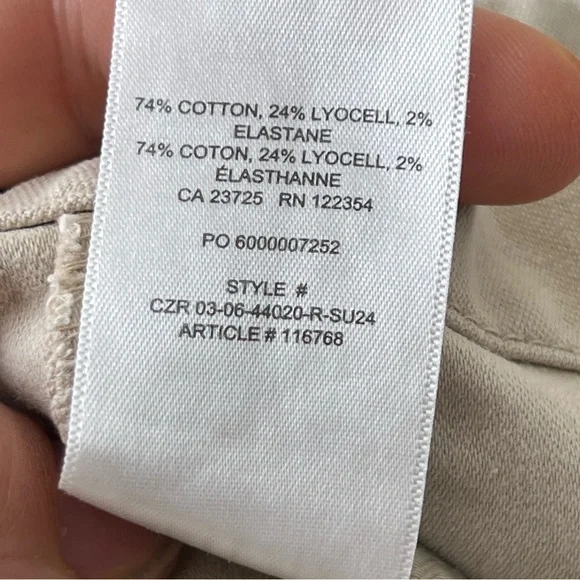 74% COTTON, 24% LYOCELL, 2%
ELASTANE
74% COTON, 24% LYOCELL, 2%
ÉLASTHANNE
CA 23725 RN 122354
PO 6000007252
STYLE #
CZR 03-06-44020-R-SU24
ARTICLE # 116768